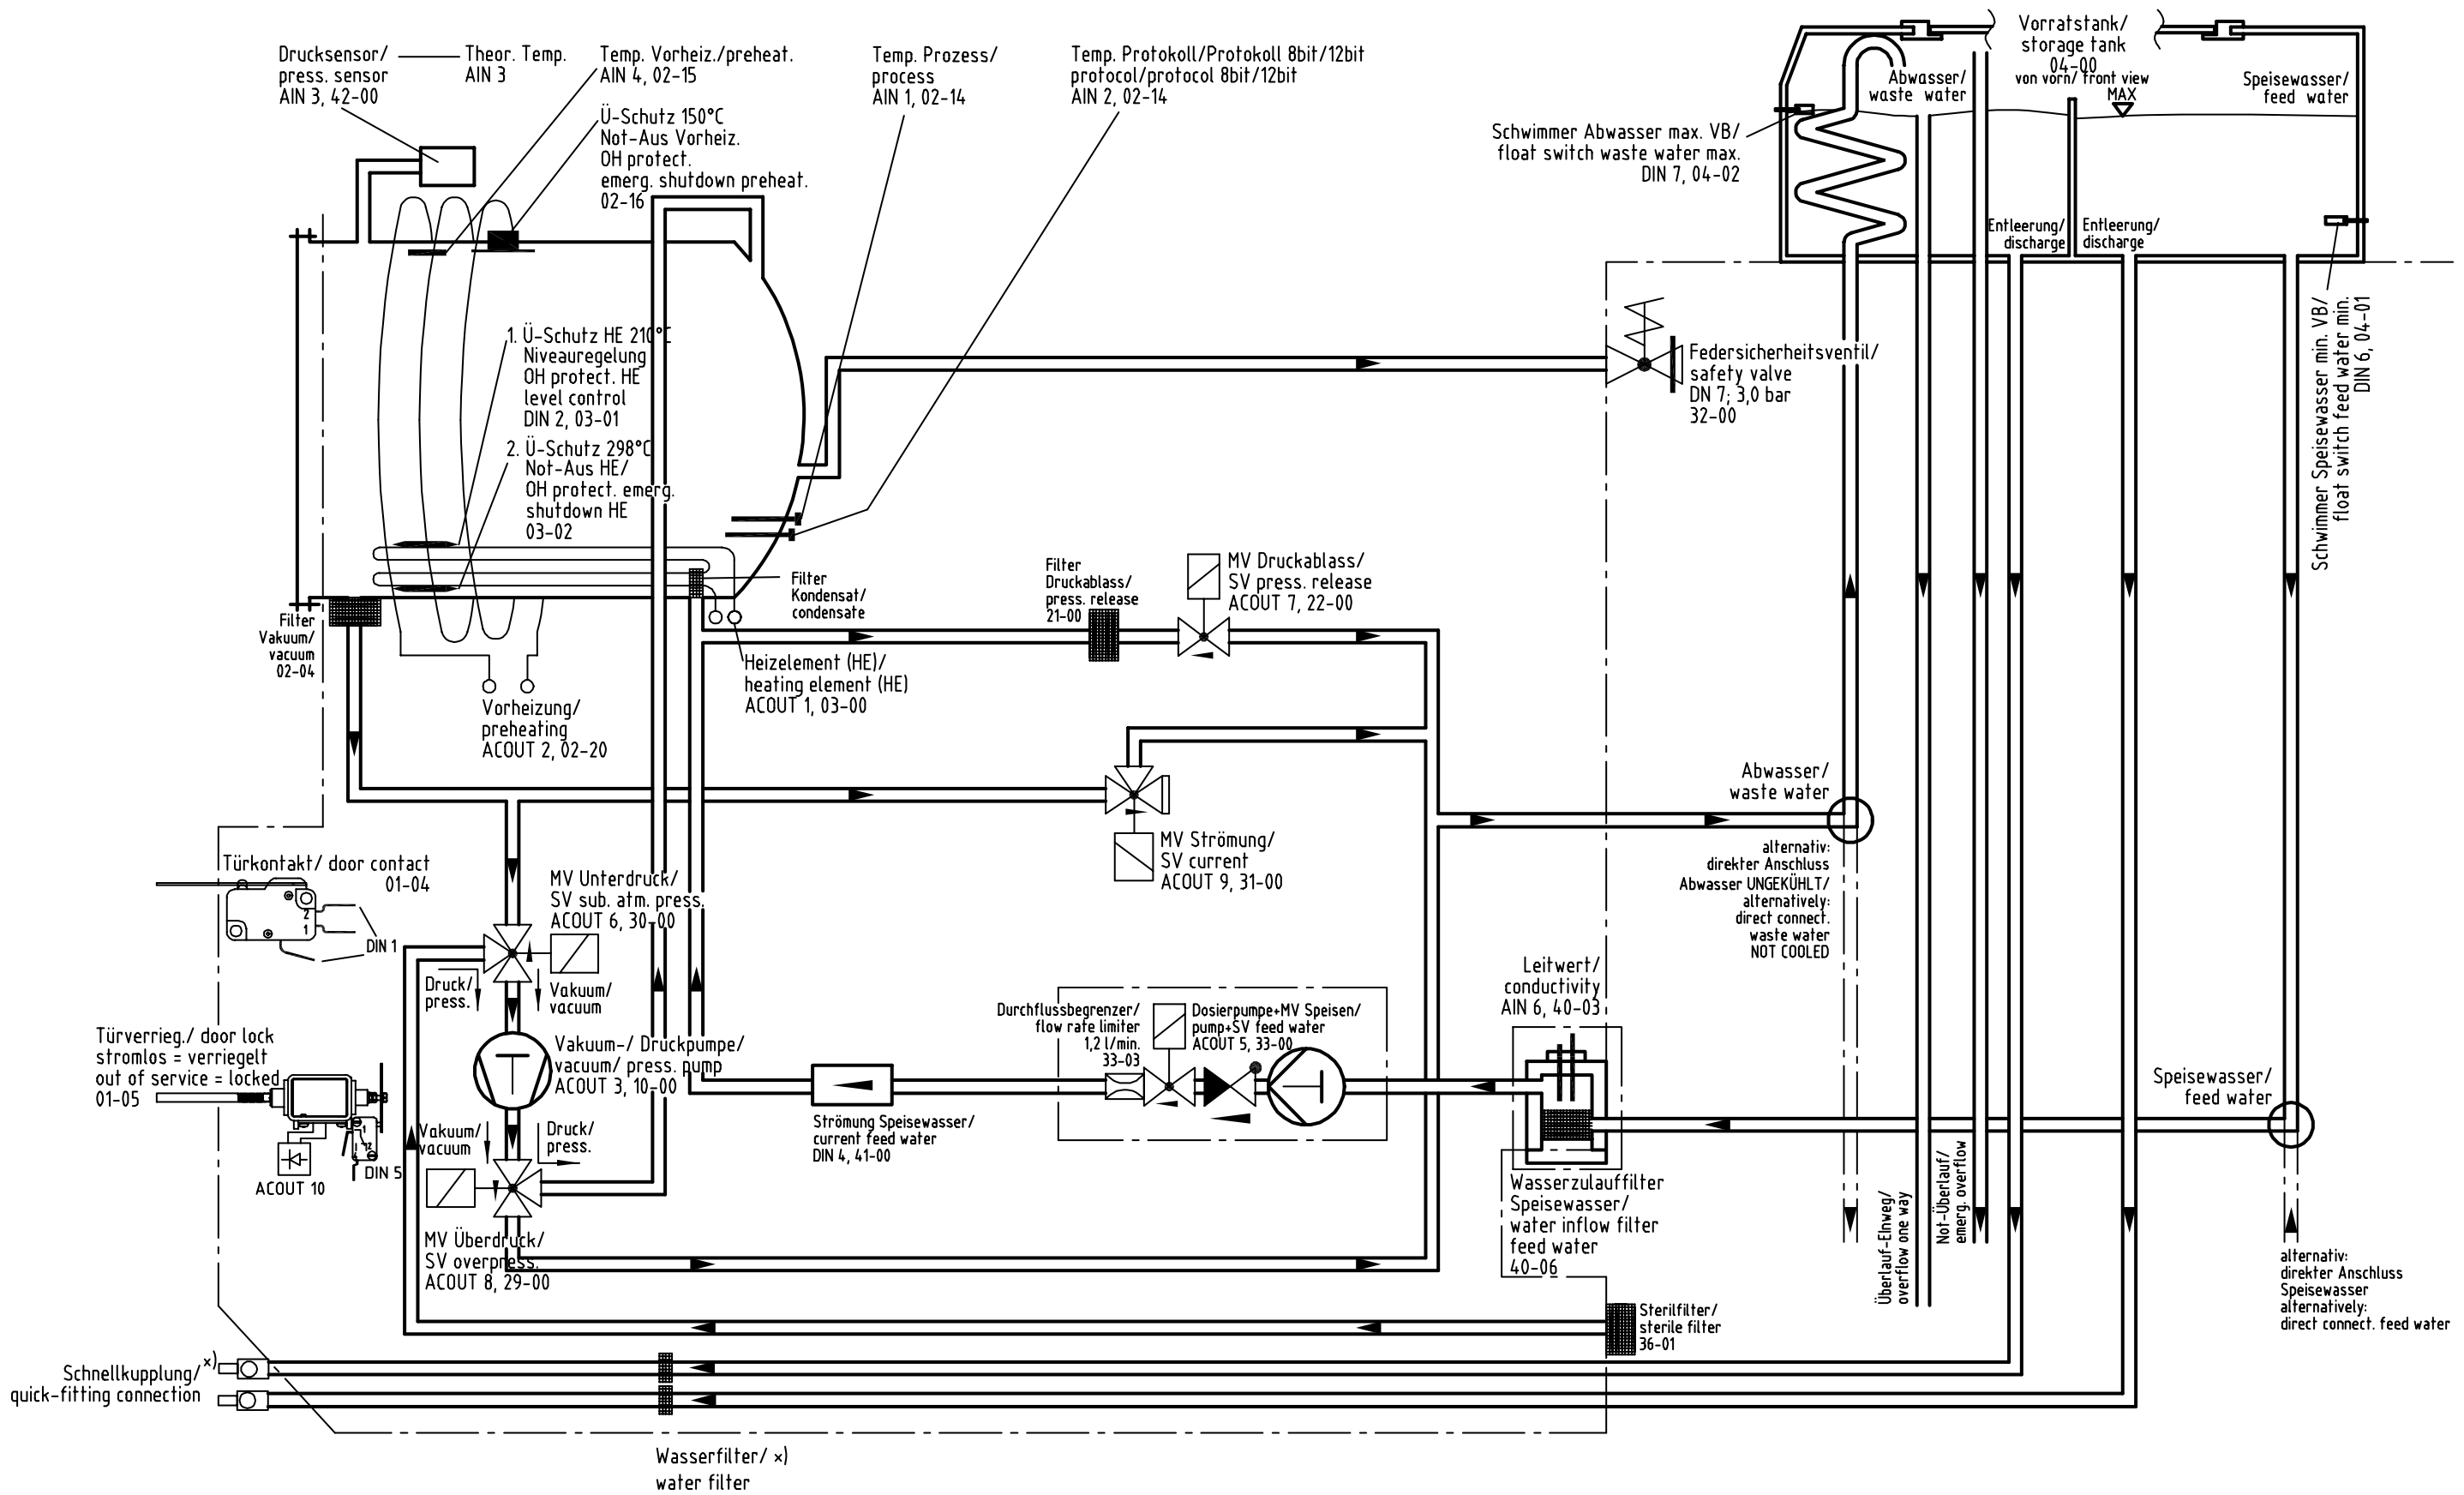 Drucksensor/
press. sensor
AIN 3, 42-00
Theor. Temp.
AIN 3
Temp. Vorheiz./preheat.
AIN 4, 02-15
Ü-Schutz 150°C
Not-Aus Vorheiz.
OH protect.
emerg. shutdown preheat.
02-16
Temp. Prozess/
process
AIN 1, 02-14
Temp. Protokoll/Protokoll 8bit/12bit
protocol/protocol 8bit/12bit
AIN 2, 02-14
Vorratstank/
storage tank
04-00
von vorn/ front view
MAX
Abwasser/
waste water
Speisewasser/
feed water
Schwimmer Abwasser max. VB/
float switch waste water max.
DIN 7, 04-02
Entleerung/
discharge
Entleerung/
discharge
Schwimmer Speisewasser min. VB/
float switch feed water min.
DIN 6, 04-01
1. Ü-Schutz HE 210°C
Niveauregelung
OH protect. HE
level control
DIN 2, 03-01
2. Ü-Schutz 298°C
Not-Aus HE/
OH protect. emerg.
shutdown HE
03-02
Federsicherheitsventil/
safety valve
DN 7; 3,0 bar
32-00
Filter
Vakuum/
vacuum
02-04
Filter
Kondensat/
condensate
Filter
Druckablass/
press. release
21-00
MV Druckablass/
SV press. release
ACOUT 7, 22-00
Heizelement (HE)/
heating element (HE)
ACOUT 1, 03-00
Vorheizung/
preheating
ACOUT 2, 02-20
MV Strömung/
SV current
ACOUT 9, 31-00
Abwasser/
waste water
alternativ:
direkter Anschluss
Abwasser UNGEKÜHLT/
alternatively:
direct connect.
waste water
NOT COOLED
Türkontakt/ door contact
01-04
2
1
DIN 1
MV Unterdruck/
SV sub. atm. press.
ACOUT 6, 30-00
Druck/
press.
Vakuum/
vacuum
Leitwert/
conductivity
AIN 6, 40-03
Durchflussbegrenzer/
flow rate limiter
1,2 l/min.
33-03
Dosierpumpe+MV Speisen/
pump+SV feed water
ACOUT 5, 33-00
Türverrieg./ door lock
stromlos = verriegelt
out of service = locked
01-05
Vakuum-/ Druckpumpe/
vacuum/ press. pump
ACOUT 3, 10-00
Speisewasser/
feed water
1
2
DIN 5
ACOUT 10
Vakuum/
vacuum
Druck/
press.
Strömung Speisewasser/
current feed water
DIN 4, 41-00
Wasserzulauffilter
Speisewasser/
water inflow filter
feed water
40-06
Überlauf-EInweg/
overflow one way
Not-Überlauf/
emerg. overflow
MV Überdruck/
SV overpress.
ACOUT 8, 29-00
alternativ:
direkter Anschluss
Speisewasser
alternatively:
direct connect. feed water
Sterilfilter/
sterile filter
36-01
Schnellkupplung/ x)
quick-fitting connection
Wasserfilter/ x)
water filter